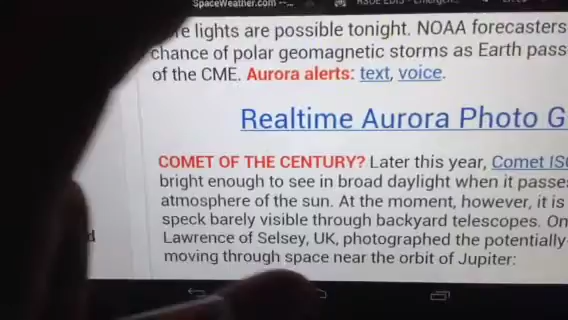 SpaceWeather.com --...
e lights are possible tonight. NOAA forecasters
chance of polar geomagnetic storms as Earth pass
of the CME. Aurora alerts: text, voice.
Realtime Aurora Photo G
COMET OF THE CENTURY? Later this year, Comet IS
bright enough to see in broad daylight when it passe
atmosphere of the sun. At the moment, however, it is
speck barely visible through backyard telescopes. On
Lawrence of Selsey, UK, photographed the potentially
d
moving through space near the orbit of Jupiter: